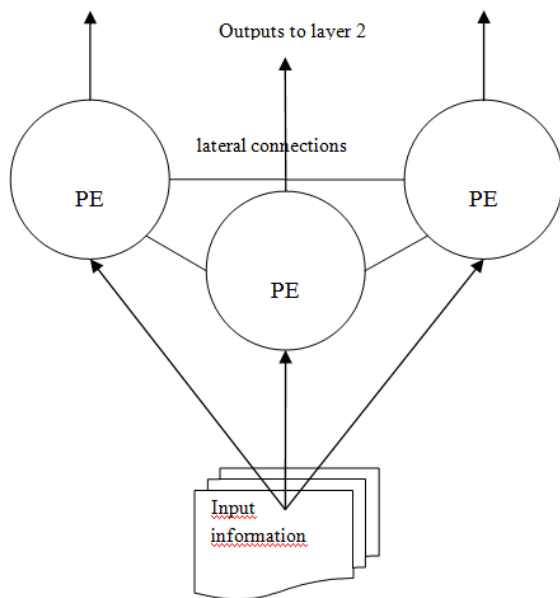 Outputs to layer 2
lateral connections
PE
PE
PE
Input
information